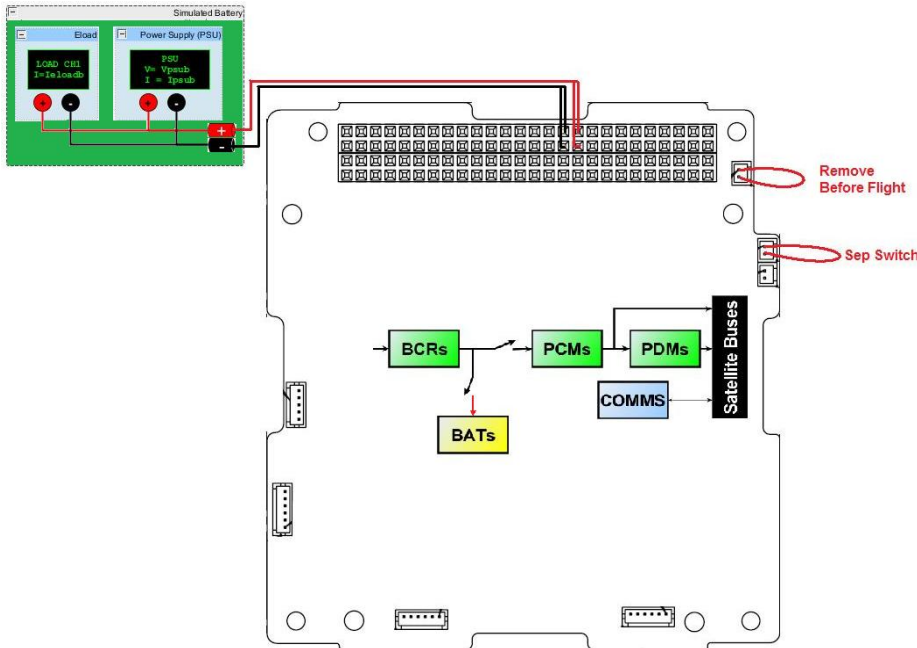 Simulated Battery
Eload
Power Supply (PSU)
LOAD CH1
I=Ieloadb
PSU
V= Vpsub
I = Ipsub
+
-
+
-
+
-
Remove
Before Flight
Sep Switch
BCRs
PCMs
PDMs
Satellite Buses
COMMS
BATs